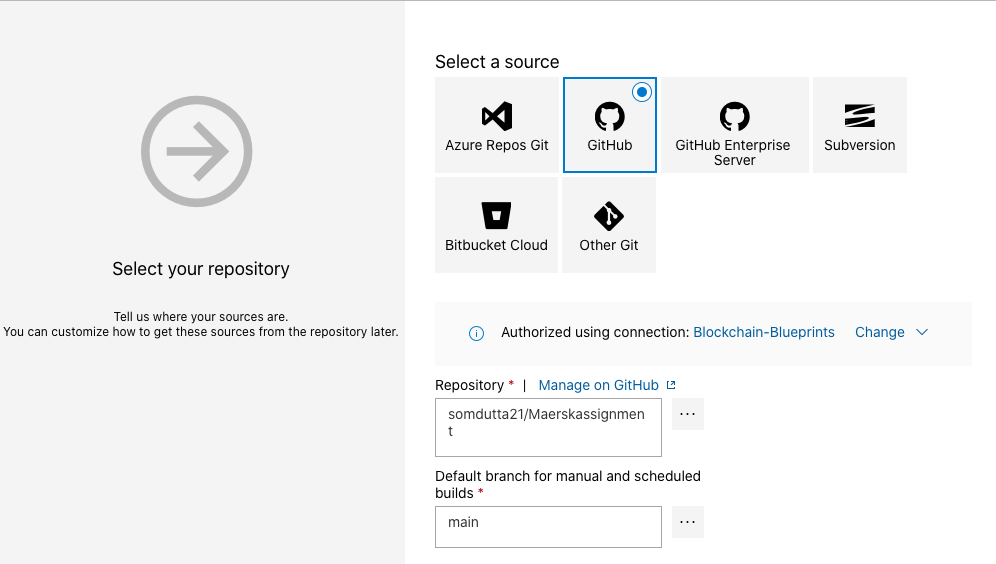 Select a source
Azure Repos Git
GitHub
GitHub Enterprise
Server
Subversion
Bitbucket Cloud
Other Git
Select your repository
Tell us where your sources are.
You can customize how to get these sources from the repository later.
Authorized using connection: Blockchain-Blueprints Change
Repository * | Manage on GitHub
somdutta21/Maerskassignmen
t
...
Default branch for manual and scheduled
builds *
main
...